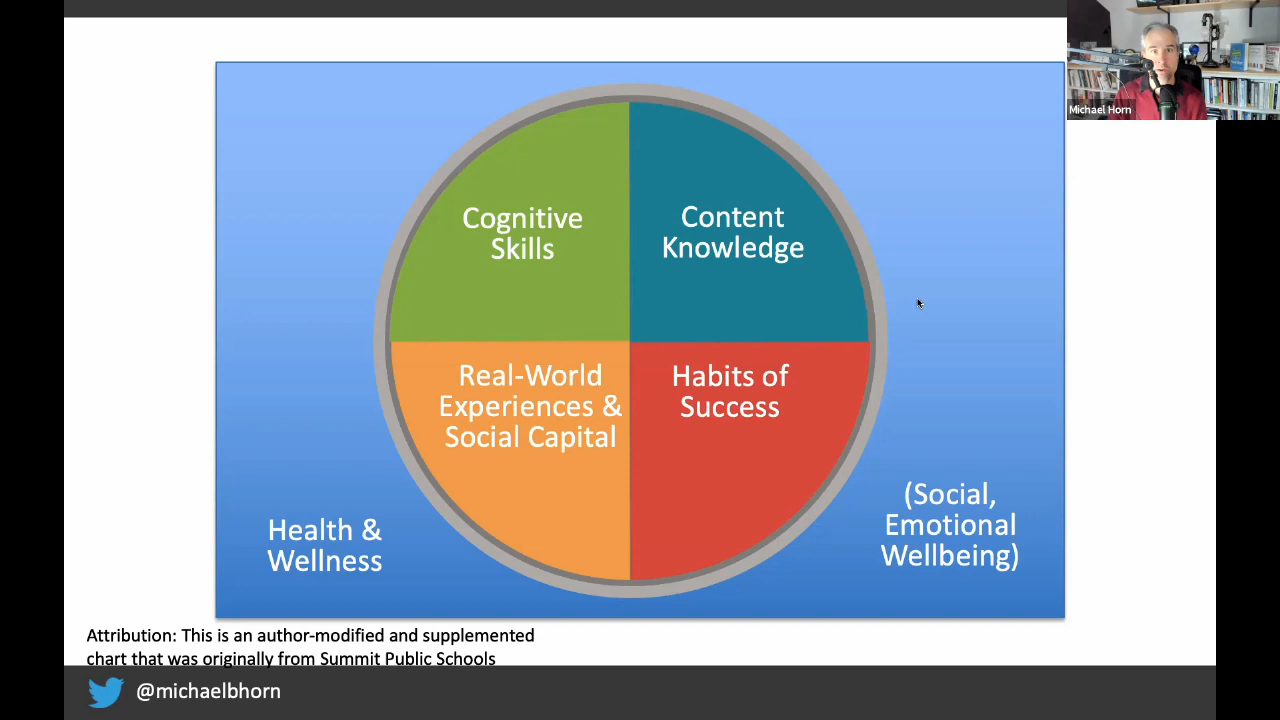 Michael Horn
Cognitive
Skills
Content
Knowledge
Real-World
Experiences &
Social Capital
Habits of
Success
Health &
Wellness
(Social,
Emotional
Wellbeing)
Attribution: This is an author-modified and supplemented
chart that was originally from Summit Public Schools
@michaelbhorn